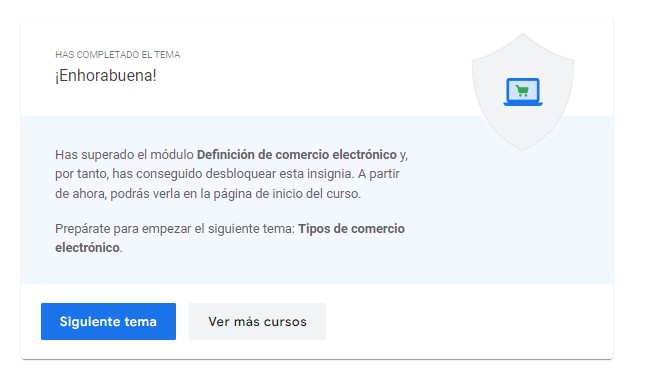 HAS COMPLETADO EL TEMA
¡Enhorabuena!
Has superado el módulo Definición de comercio electrónico y,
por tanto, has conseguido desbloquear esta insignia. A partir
de ahora, podrás verla en la página de inicio del curso.
Prepárate para empezar el siguiente tema: Tipos de comercio
electrónico.
Siguiente tema
Ver más cursos